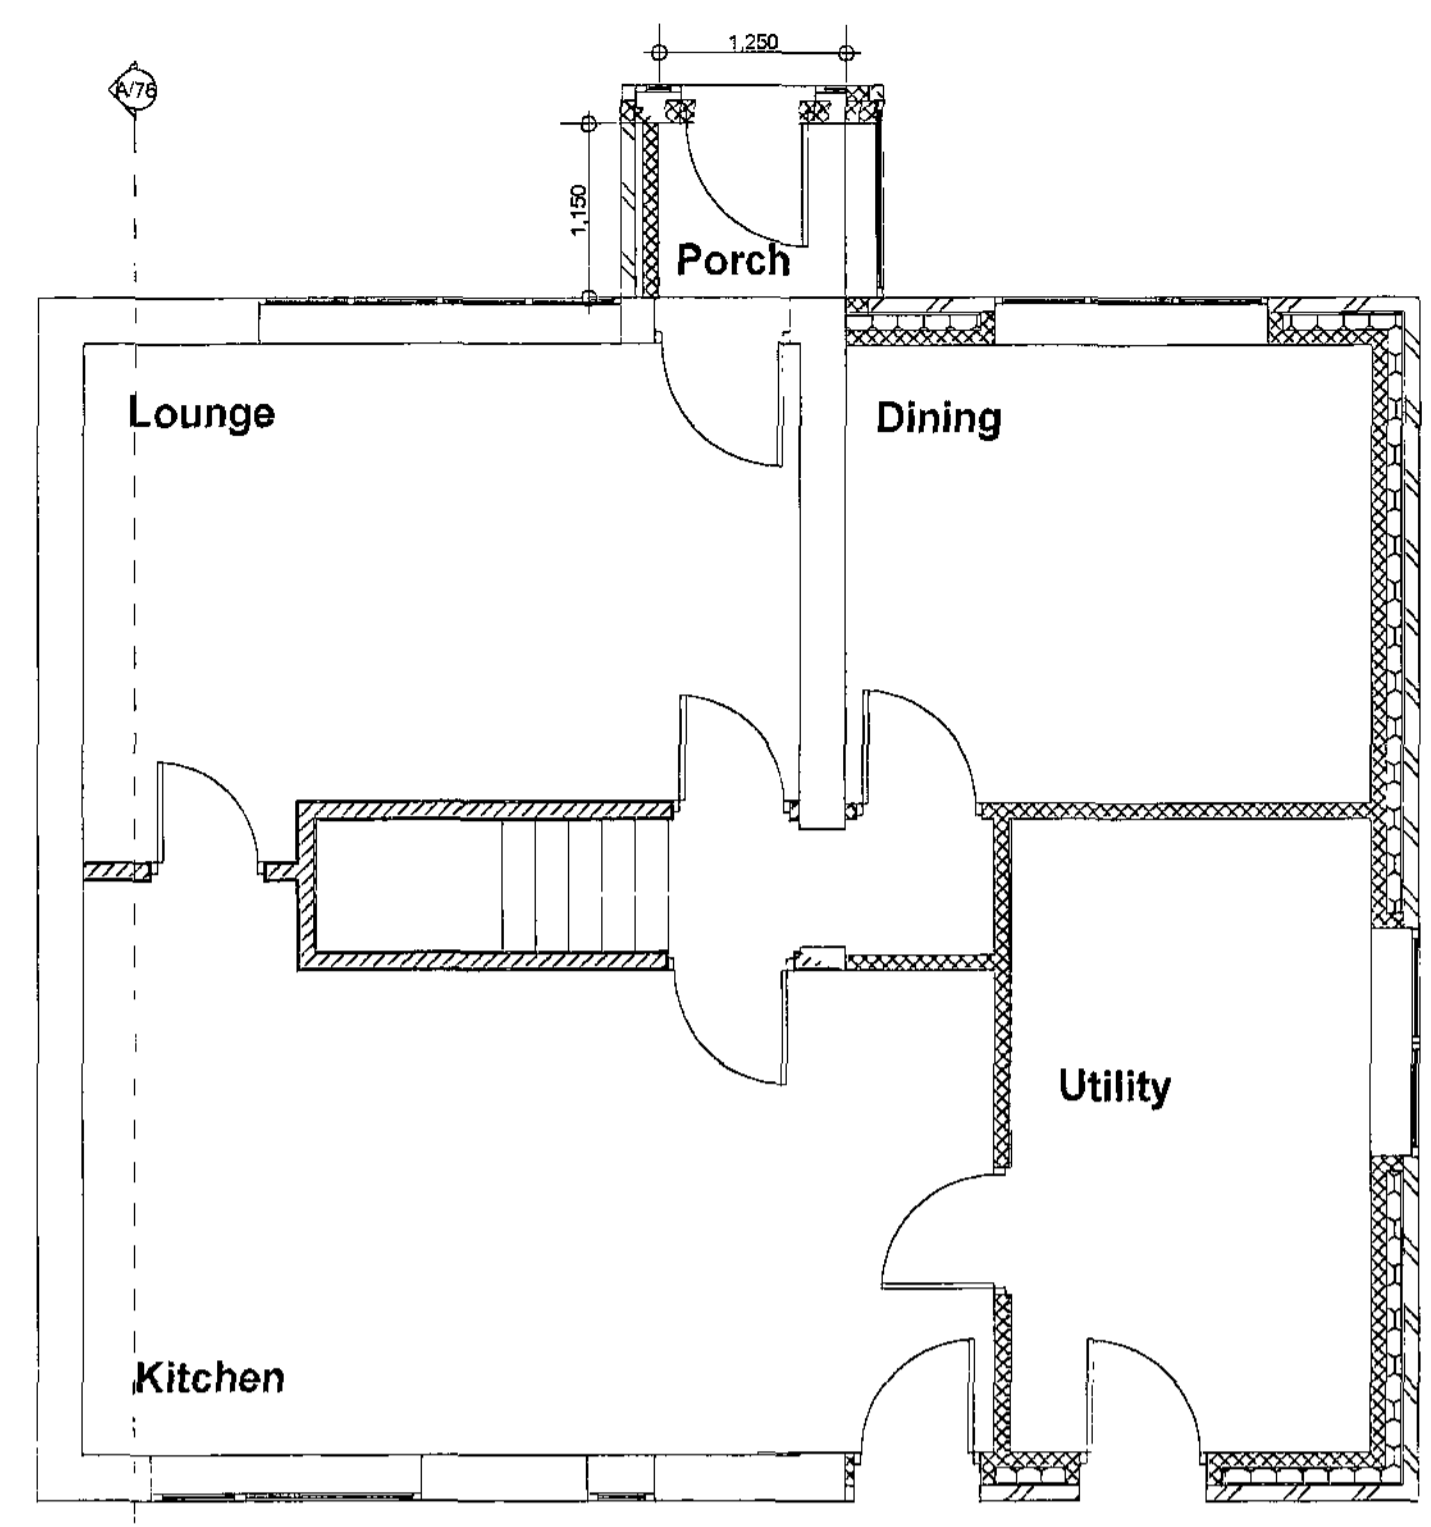 1,250
A/76
1,150
Porch
Lounge
Dining
Utility
Kitchen